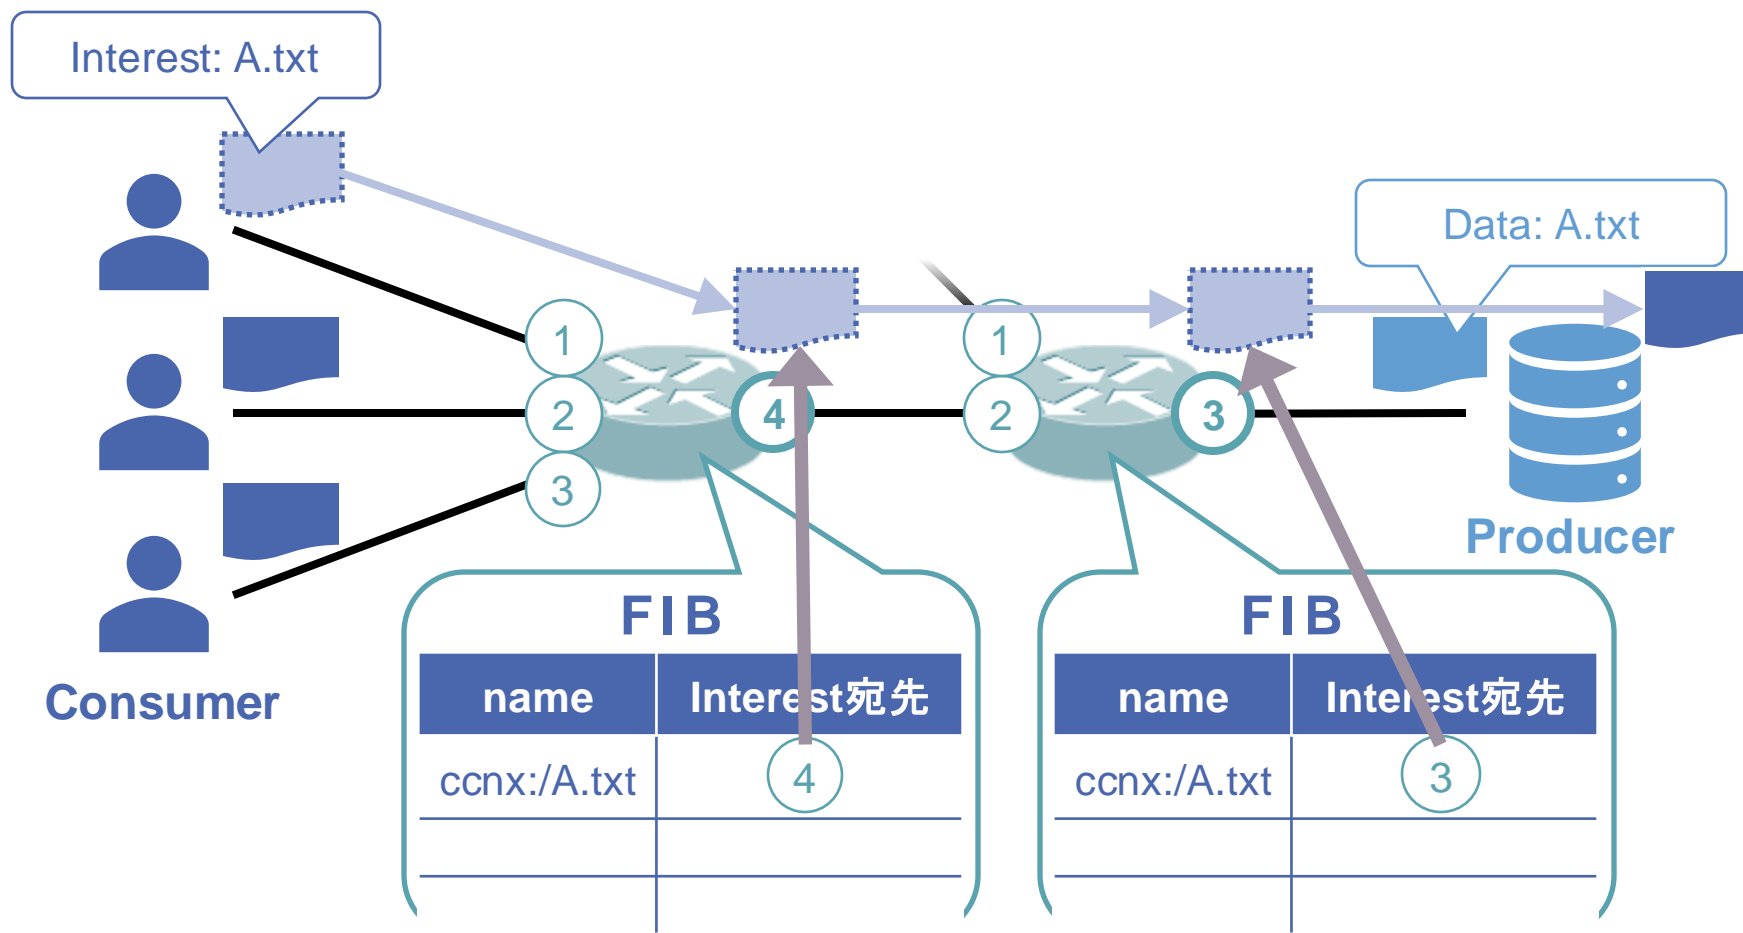 Interest: A.txt
Data: A.txt
1
2
3
4
1
2
3
Producer
Consumer
FIB
name Interest宛先
ccnx:/A.txt 4
FIB
name Interest宛先
ccnx:/A.txt 3